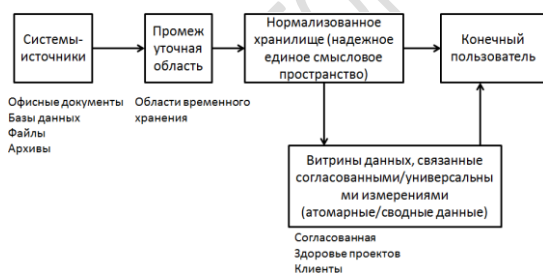 Системы-
источники
Промеж
уточная
область
Нормализованное
хранилище (надежное
единое смысловое
пространство)
Конечный
пользователь
Офисные документы
Базы данных
Файлы
Архивы
Области временного
хранения
Витрины данных, связанные
согласованными/универсальны
ми измерениями
(атомарные/сводные данные)
Согласованная
Здоровье проектов
Клиенты